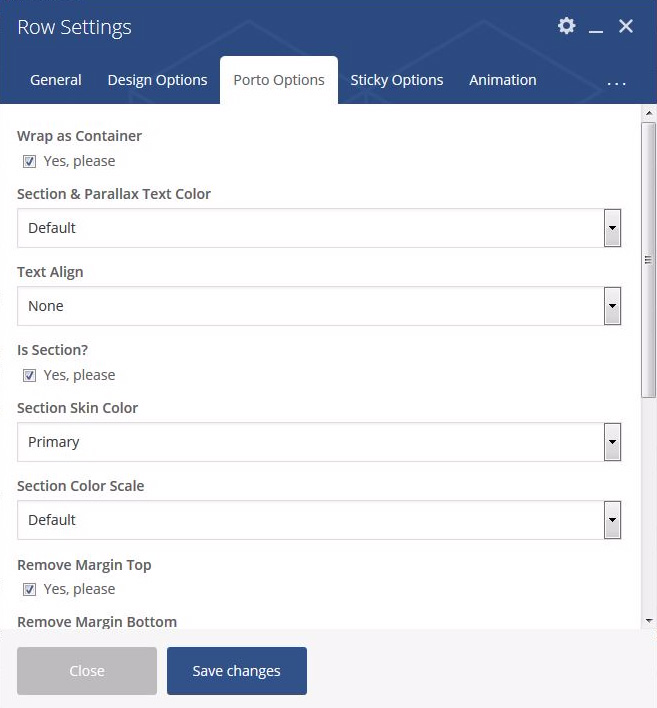 Row Settings
General Design Options Porto Options Sticky Options Animation ...
Wrap as Container
Yes, please
Section & Parallax Text Color
Default
Text Align
None
Is Section?
Yes, please
Section Skin Color
Primary
Section Color Scale
Default
Remove Margin Top
Yes, please
Remove Margin Bottom
Close Save changes